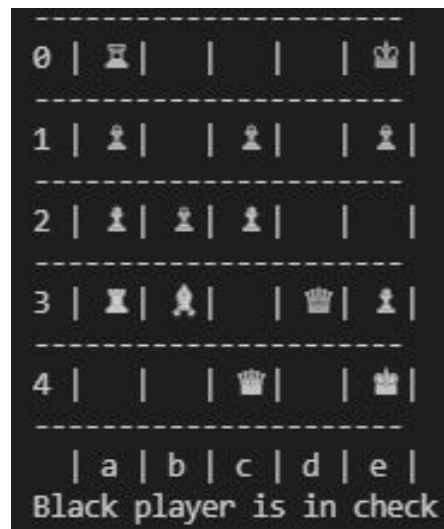 ---------------------------
0 | ♖ |   |   |   | ♔ |
---------------------------
1 | ♙ |   | ♙ |   | ♙ |
---------------------------
2 | ♟ | ♙ | ♟ |   |   |
---------------------------
3 | ♜ | ♝ |   | ♕ | ♟ |
---------------------------
4 |   |   | ♛ |   | ♚ |
---------------------------
  | a | b | c | d | e |
Black player is in check